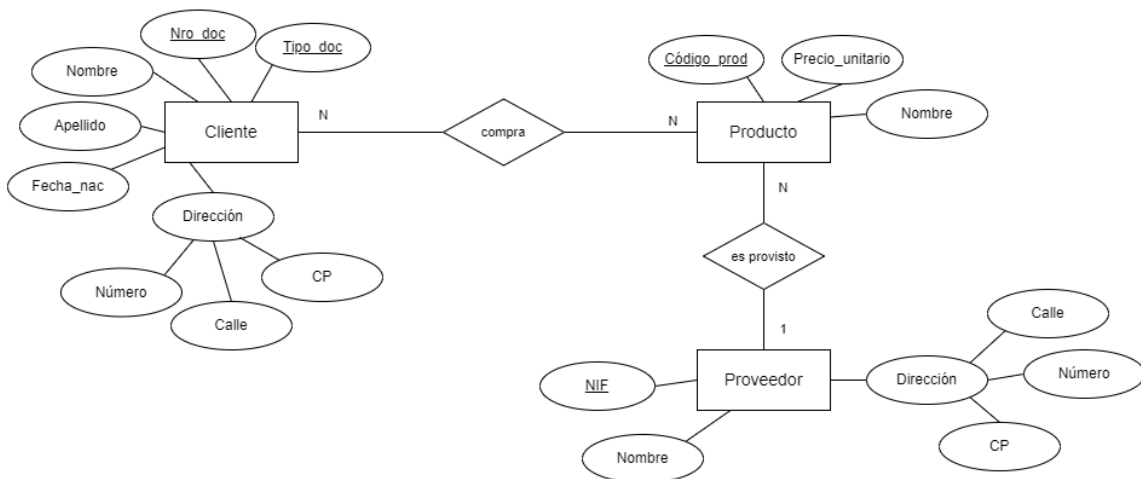 Nro_doc
Tipo_doc
Nombre
Apellido
Fecha_nac
Cliente
Dirección
Número
Calle
CP
N
compra
N
Código_prod
Precio_unitario
Nombre
Producto
N
es provisto
1
Proveedor
NIF
Nombre
Dirección
Calle
Número
CP